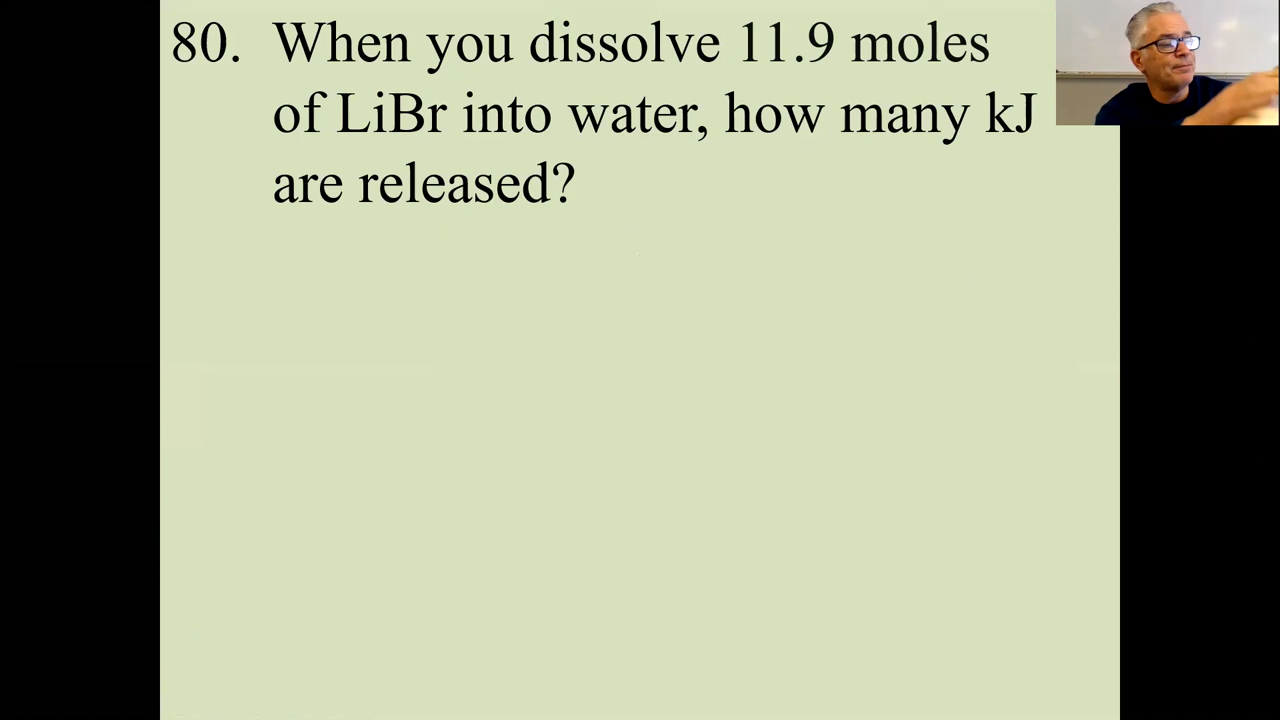 80. When you dissolve 11.9 moles
of LiBr into water, how many kJ
are released?